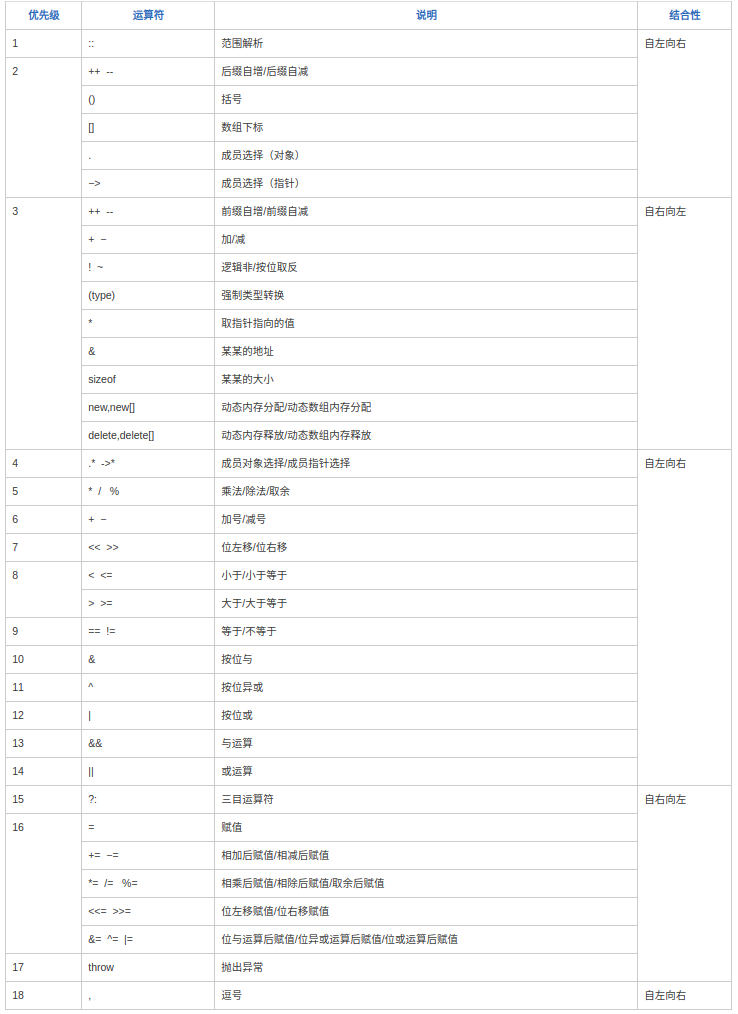 优先级 运算符 说明 结合性
1 :: 范围解析 自左向右
2 ++ -- 后缀自增/后缀自减
() 括号
[] 数组下标
. 成员选择（对象）
−> 成员选择（指针）
3 ++ -- 前缀自增/前缀自减 自右向左
+ − 加/减
! ~ 逻辑非/按位取反
(type) 强制类型转换
* 取指针指向的值
& 某某的地址
sizeof 某某的大小
new,new[] 动态内存分配/动态数组内存分配
delete,delete[] 动态内存释放/动态数组内存释放
4 .* ->* 成员对象选择/成员指针选择 自左向右
5 * / % 乘法/除法/取余
6 + − 加号/减号
7 << >> 位左移/位右移
8 < <= 小于/小于等于
> >= 大于/大于等于
9 == != 等于/不等于
10 & 按位与
11 ^ 按位异或
12 | 按位或
13 && 与运算
14 || 或运算
15 ?: 三目运算符 自右向左
16 = 赋值
+= −= 相加后赋值/相减后赋值
*= /= %= 相乘后赋值/相除后赋值/取余后赋值
<<= >>= 位左移赋值/位右移赋值
&= ^= |= 位与运算后赋值/位异或运算后赋值/位或运算后赋值
17 throw 抛出异常
18 , 逗号 自左向右